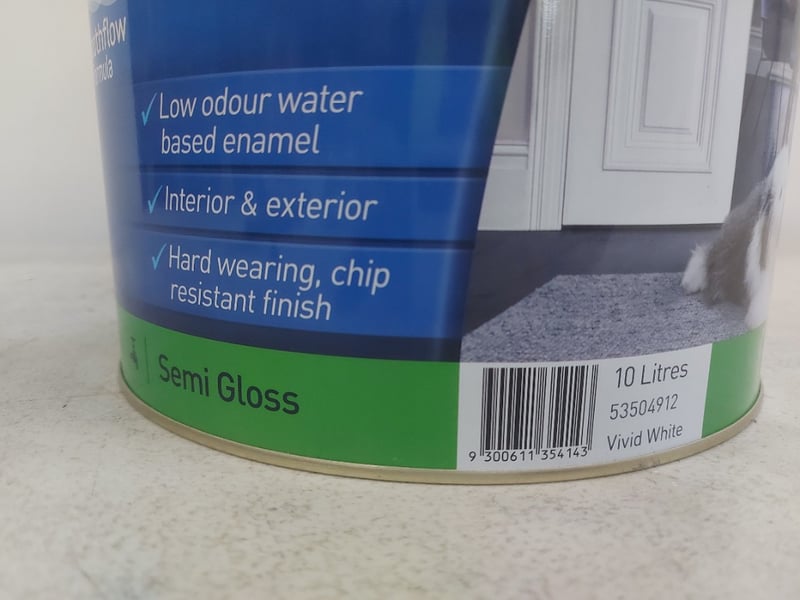 Low odour water
based enamel
Interior & exterior
Hard wearing, chip
resistant finish
Semi Gloss
10 Litres
53504912
Vivid White
9 300611 354143